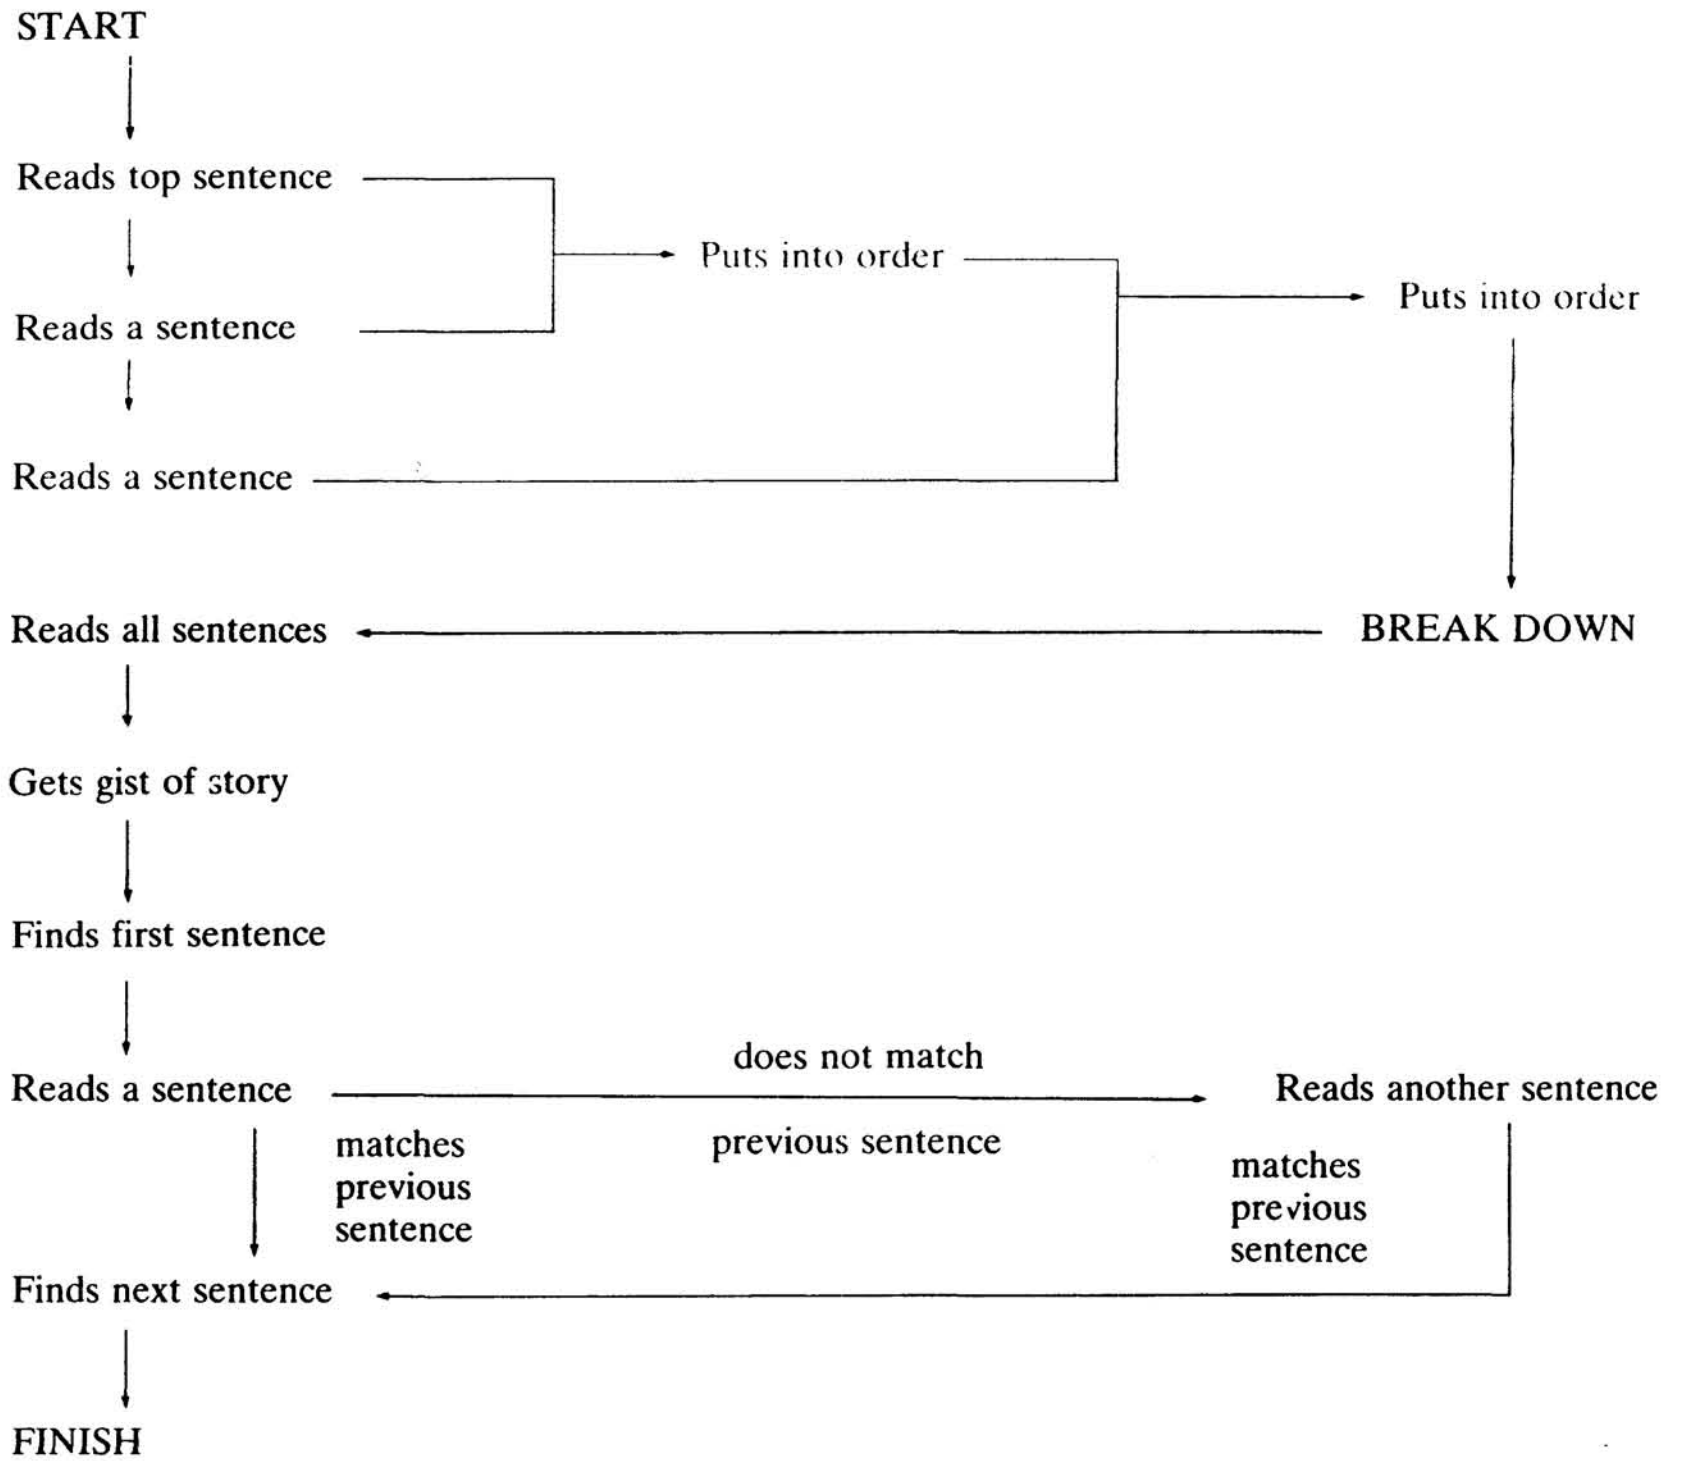 START
Reads top sentence
Puts into order
Puts into order
Reads a sentence
Reads a sentence
Reads all sentences
BREAK DOWN
Gets gist of story
Finds first sentence
does not match
Reads a sentence
Reads another sentence
previous sentence
matches
previous
sentence
matches
previous
sentence
Finds next sentence
FINISH